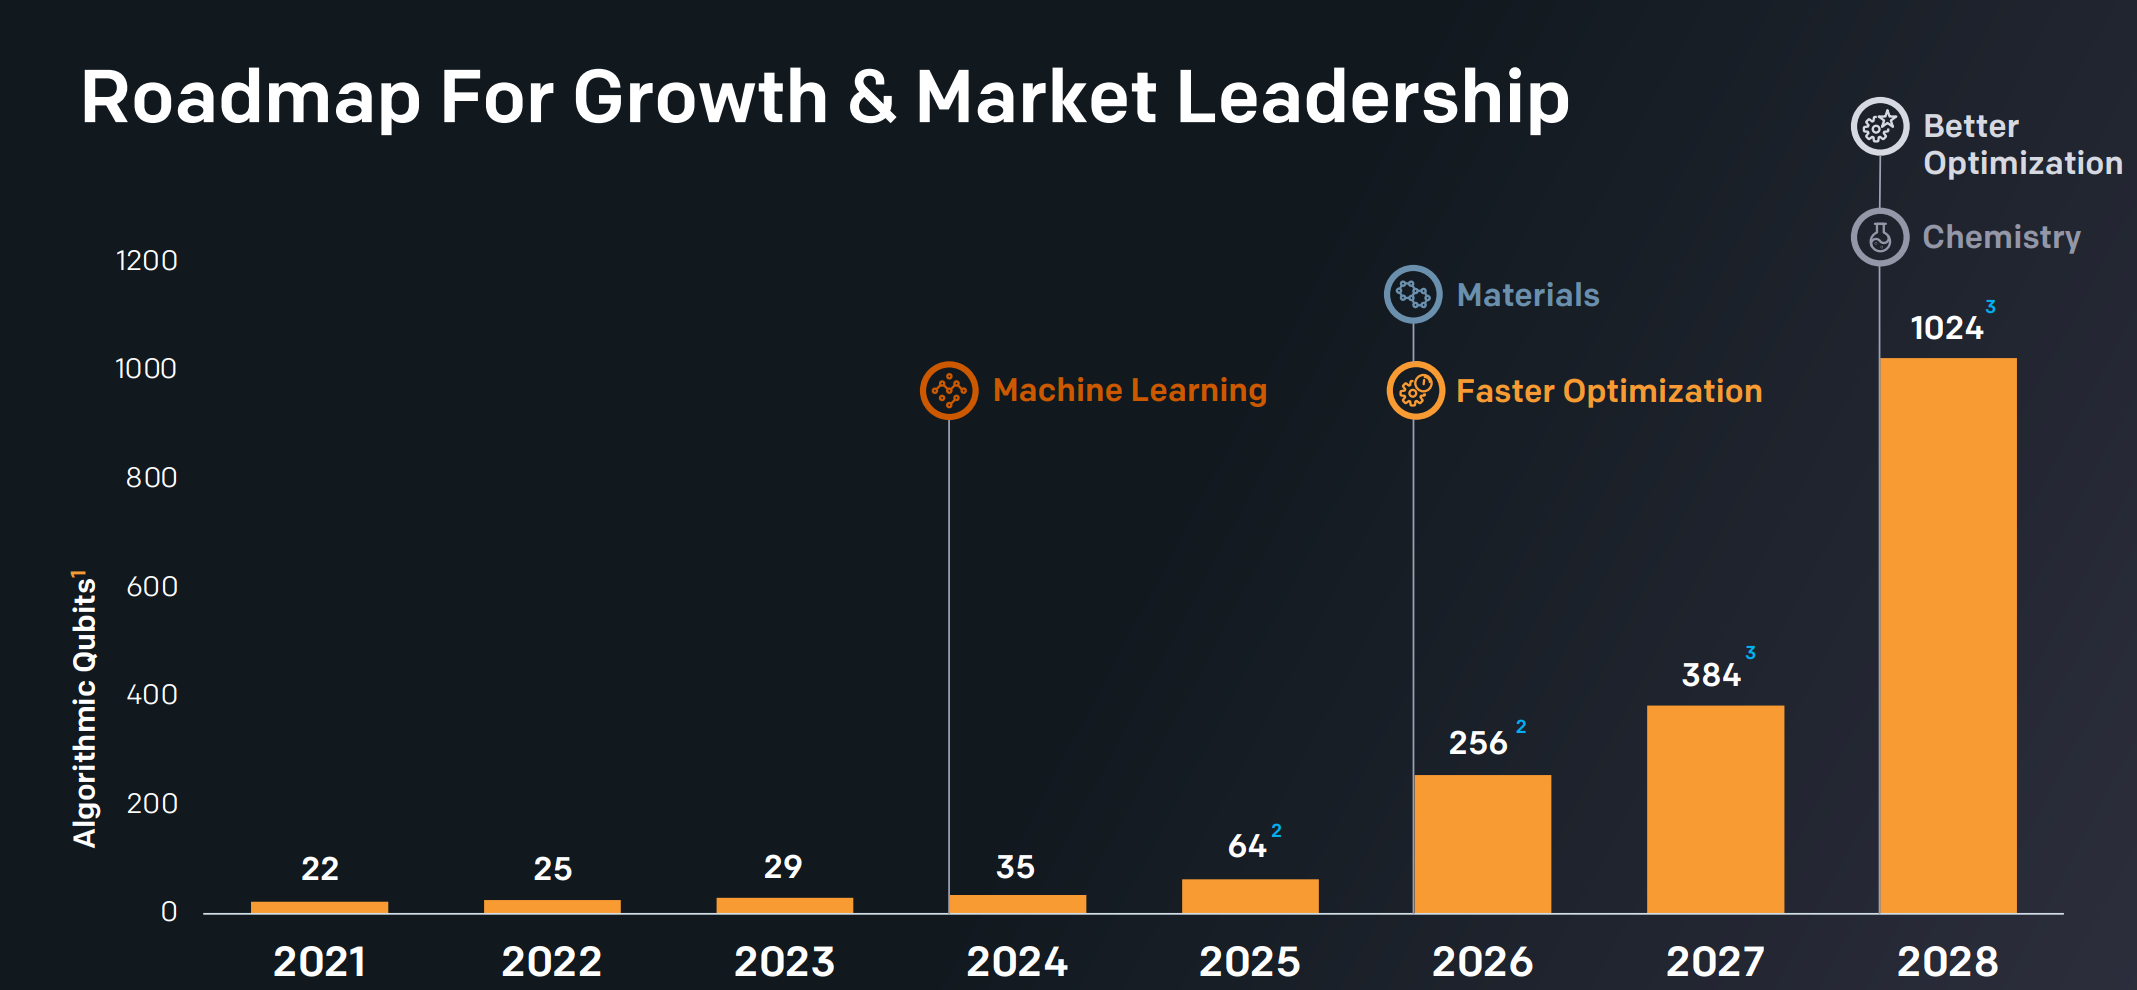 Roadmap For Growth & Market Leadership
Better
Optimization
Chemistry
Materials
Machine Learning
Faster Optimization
1200
1000
800
600
400
200
0
Algorithmic Qubits¹
22
25
29
35
64²
256²
384³
1024³
2021
2022
2023
2024
2025
2026
2027
2028